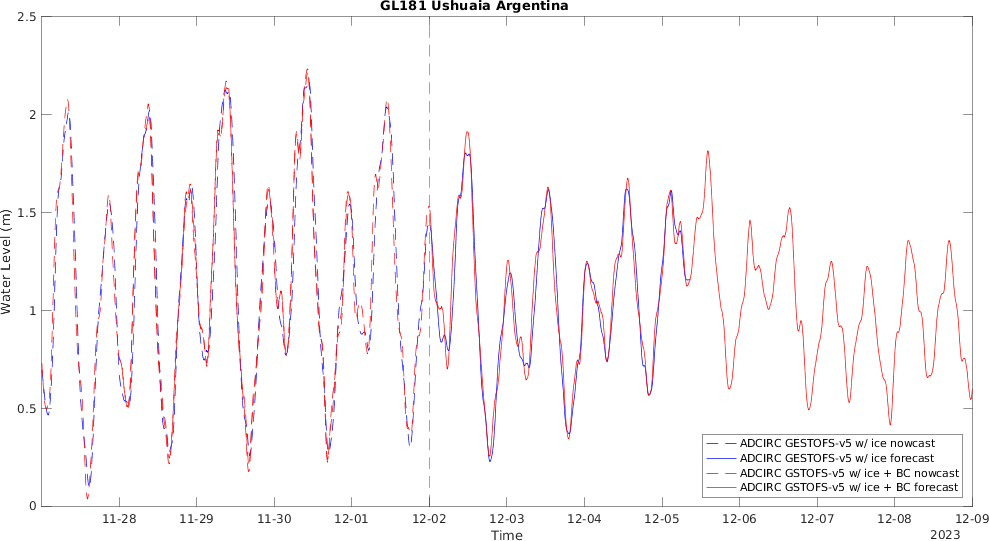 GL181 Ushuaia Argentina
2.5
2
1.5
1
0.5
0
Water Level (m)
11-28 11-29 11-30 12-01 12-02 12-03 12-04 12-05 12-06 12-07 12-08 12-09
Time
2023
ADCIRC GESTOFS-v5 w/ ice nowcast
ADCIRC GESTOFS-v5 w/ ice forecast
ADCIRC GSTOFS-v5 w/ ice + BC nowcast
ADCIRC GSTOFS-v5 w/ ice + BC forecast